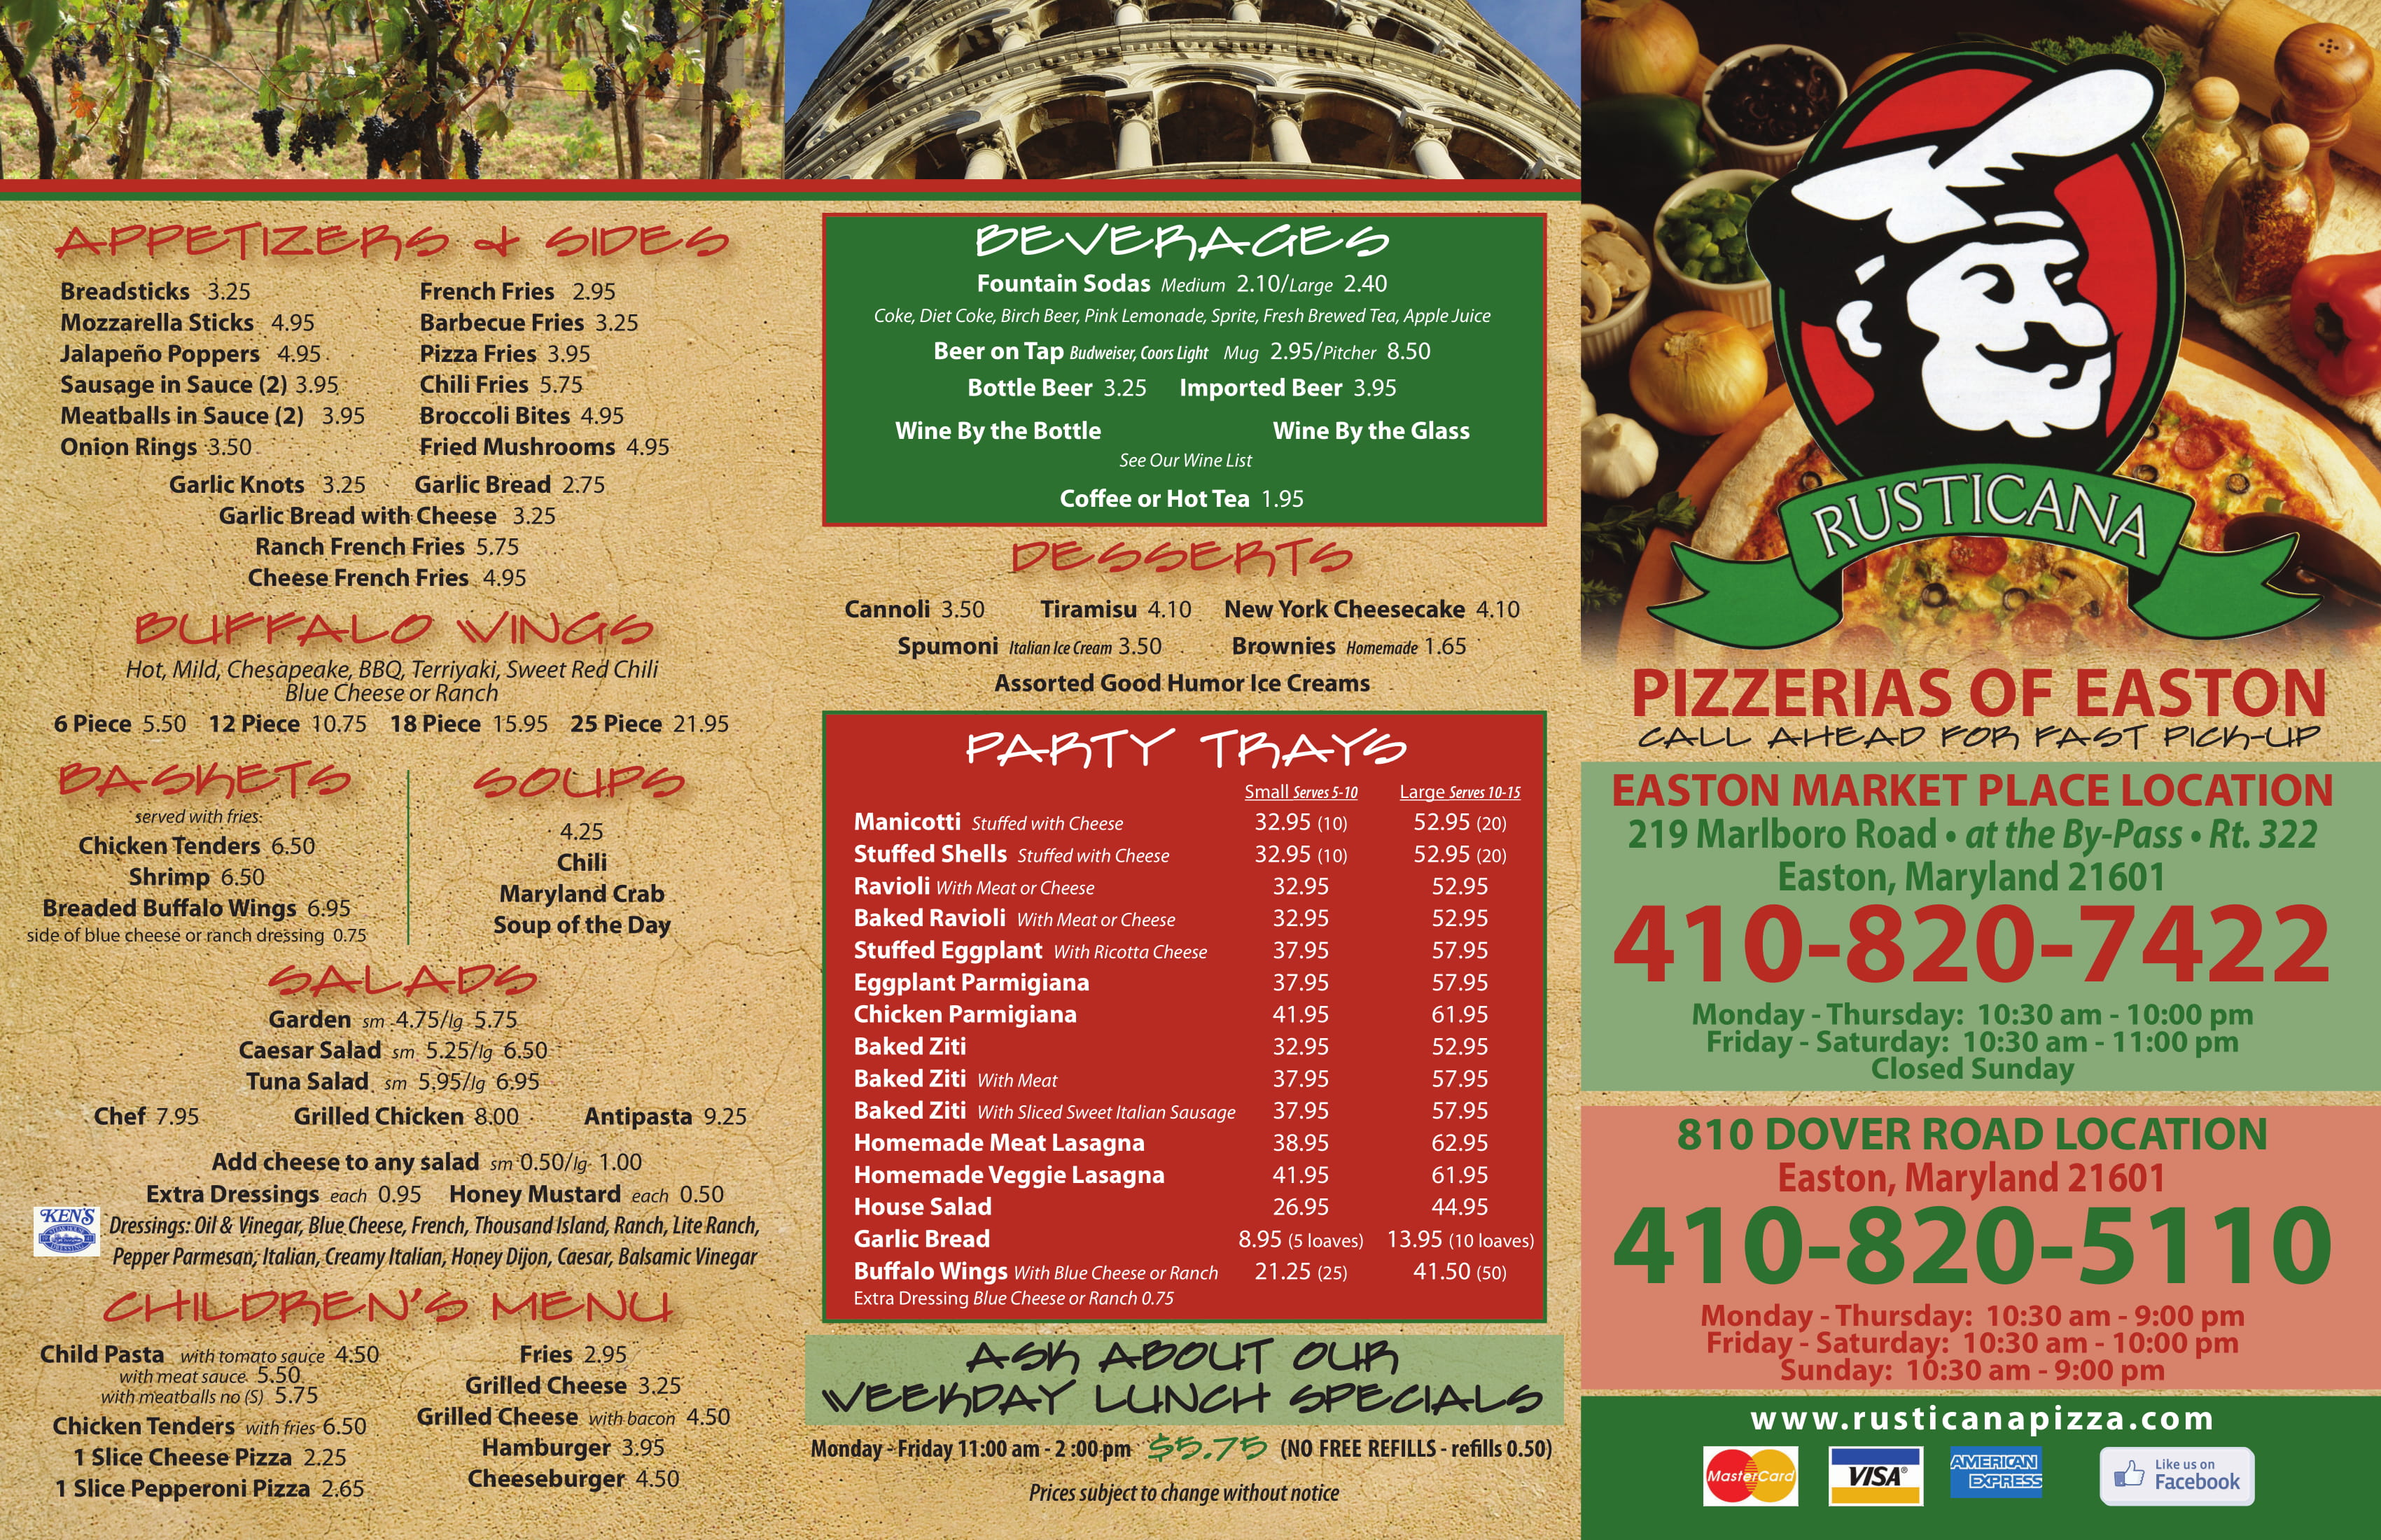 APPETIZERS & SIDES
Breadsticks 3.25
Mozzarella Sticks 4.95
Jalapeño Poppers 4.95
Sausage in Sauce (2) 3.95
Meatballs in Sauce (2) 3.95
Onion Rings 3.50
French Fries 2.95
Barbecue Fries 3.25
Pizza Fries 3.95
Chili Fries 5.75
Broccoli Bites 4.95
Fried Mushrooms 4.95
Garlic Knots 3.25 Garlic Bread 2.75
Garlic Bread with Cheese 3.25
Ranch French Fries 5.75
Cheese French Fries 4.95
BUFFALO WINGS
Hot, Mild, Chesapeake, BBQ, Terriyaki, Sweet Red Chili
Blue Cheese or Ranch
6 Piece 5.50 12 Piece 10.75 18 Piece 15.95 25 Piece 21.95
BASKETS
served with fries:
Chicken Tenders 6.50
Shrimp 6.50
Breaded Buffalo Wings 6.95
side of blue cheese or ranch dressing 0.75
SOUPS
4.25
Chili
Maryland Crab
Soup of the Day
SALADS
Garden sm 4.75/lg 5.75
Caesar Salad sm 5.25/lg 6.50
Tuna Salad sm 5.95/lg 6.95
Chef 7.95 Grilled Chicken 8.00 Antipasta 9.25
Add cheese to any salad sm 0.50/lg 1.00
Extra Dressings each 0.95 Honey Mustard each 0.50
KEN'S
Dressings: Oil & Vinegar, Blue Cheese, French, Thousand Island, Ranch, Lite Ranch,
Pepper Parmesan, Italian, Creamy Italian, Honey Dijon, Caesar, Balsamic Vinegar
CHILDREN'S MENU
Child Pasta with tomato sauce 4.50
with meat sauce 5.50
with meatballs no (S) 5.75
Chicken Tenders with fries 6.50
1 Slice Cheese Pizza 2.25
1 Slice Pepperoni Pizza 2.65
Fries 2.95
Grilled Cheese 3.25
Grilled Cheese with bacon 4.50
Hamburger 3.95
Cheeseburger 4.50
BEVERAGES
Fountain Sodas Medium 2.10/Large 2.40
Coke, Diet Coke, Birch Beer, Pink Lemonade, Sprite, Fresh Brewed Tea, Apple Juice
Beer on Tap Budweiser, Coors Light Mug 2.95/Pitcher 8.50
Bottle Beer 3.25 Imported Beer 3.95
Wine By the Bottle Wine By the Glass
See Our Wine List
Coffee or Hot Tea 1.95
DESSERTS
Cannoli 3.50 Tiramisu 4.10 New York Cheesecake 4.10
Spumoni Italian Ice Cream 3.50 Brownies Homemade 1.65
Assorted Good Humor Ice Creams
PARTY TRAYS
Small Serves 5-10 Large Serves 10-15
Manicotti Stuffed with Cheese 32.95 (10) 52.95 (20)
Stuffed Shells Stuffed with Cheese 32.95 (10) 52.95 (20)
Ravioli With Meat or Cheese 32.95 52.95
Baked Ravioli With Meat or Cheese 32.95 52.95
Stuffed Eggplant With Ricotta Cheese 37.95 57.95
Eggplant Parmigiana 37.95 57.95
Chicken Parmigiana 41.95 61.95
Baked Ziti 32.95 52.95
Baked Ziti With Meat 37.95 57.95
Baked Ziti With Sliced Sweet Italian Sausage 37.95 57.95
Homemade Meat Lasagna 38.95 62.95
Homemade Veggie Lasagna 41.95 61.95
House Salad 26.95 44.95
Garlic Bread 8.95 (5 loaves) 13.95 (10 loaves)
Buffalo Wings With Blue Cheese or Ranch 21.25 (25) 41.50 (50)
Extra Dressing Blue Cheese or Ranch 0.75
ASK ABOUT OUR
WEEKDAY LUNCH SPECIALS
Monday - Friday 11:00 am - 2 :00 pm $5.75 (NO FREE REFILLS - refills 0.50)
Prices subject to change without notice
RUSTICANA
PIZZERIAS OF EASTON
CALL AHEAD FOR FAST PICK-UP
EASTON MARKET PLACE LOCATION
219 Marlboro Road • at the By-Pass • Rt. 322
Easton, Maryland 21601
410-820-7422
Monday - Thursday: 10:30 am - 10:00 pm
Friday - Saturday: 10:30 am - 11:00 pm
Closed Sunday
810 DOVER ROAD LOCATION
Easton, Maryland 21601
410-820-5110
Monday - Thursday: 10:30 am - 9:00 pm
Friday - Saturday: 10:30 am - 10:00 pm
Sunday: 10:30 am - 9:00 pm
www.rusticanapizza.com
MasterCard VISA® AMERICAN EXPRESS Like us on Facebook